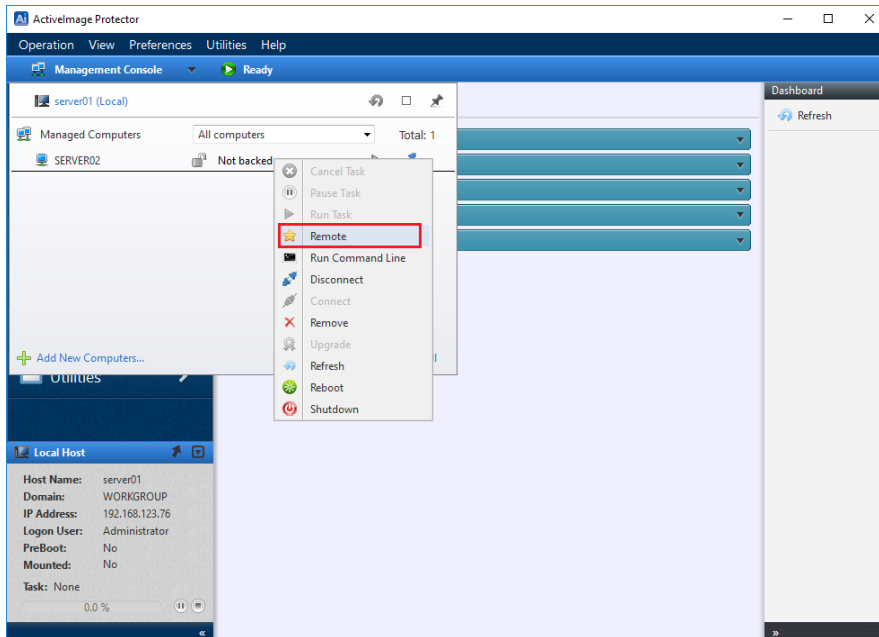 Ai ActiveImage Protector
Operation View Preferences Utilities Help
Management Console Ready
server01 (Local)
Dashboard
Refresh
Managed Computers All computers Total: 1
SERVER02 Not backed
Cancel Task
Pause Task
Run Task
Remote
Run Command Line
Disconnect
Connect
Remove
Upgrade
Refresh
Reboot
Shutdown
Add New Computers...
Utilities
Local Host
Host Name: server01
Domain: WORKGROUP
IP Address: 192.168.123.76
Logon User: Administrator
PreBoot: No
Mounted: No
Task: None
0.0 %
« »